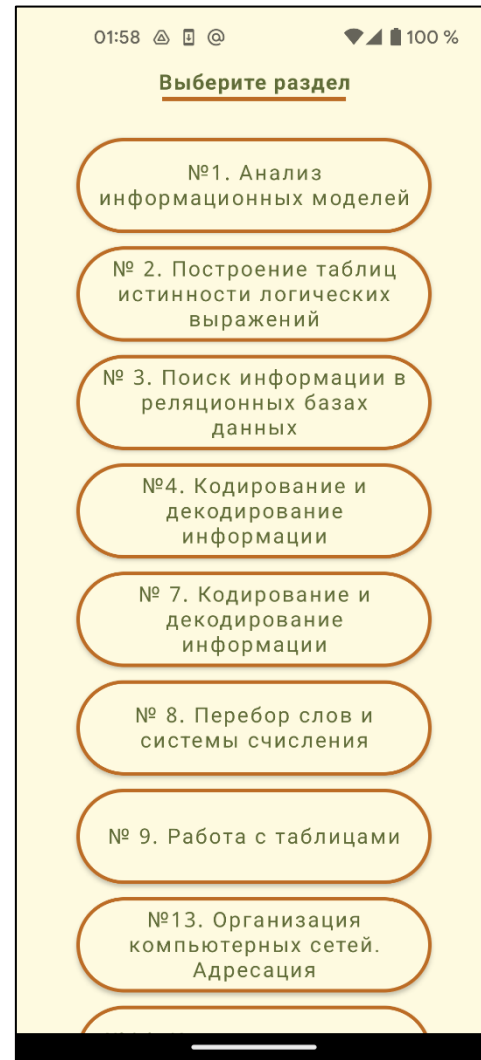 01:58 @ 100 %
Выберите раздел
№1. Анализ
информационных моделей
№ 2. Построение таблиц
истинности логических
выражений
№ 3. Поиск информации в
реляционных базах
данных
№4. Кодирование и
декодирование
информации
№ 7. Кодирование и
декодирование
информации
№ 8. Перебор слов и
системы счисления
№ 9. Работа с таблицами
№13. Организация
компьютерных сетей.
Адресация